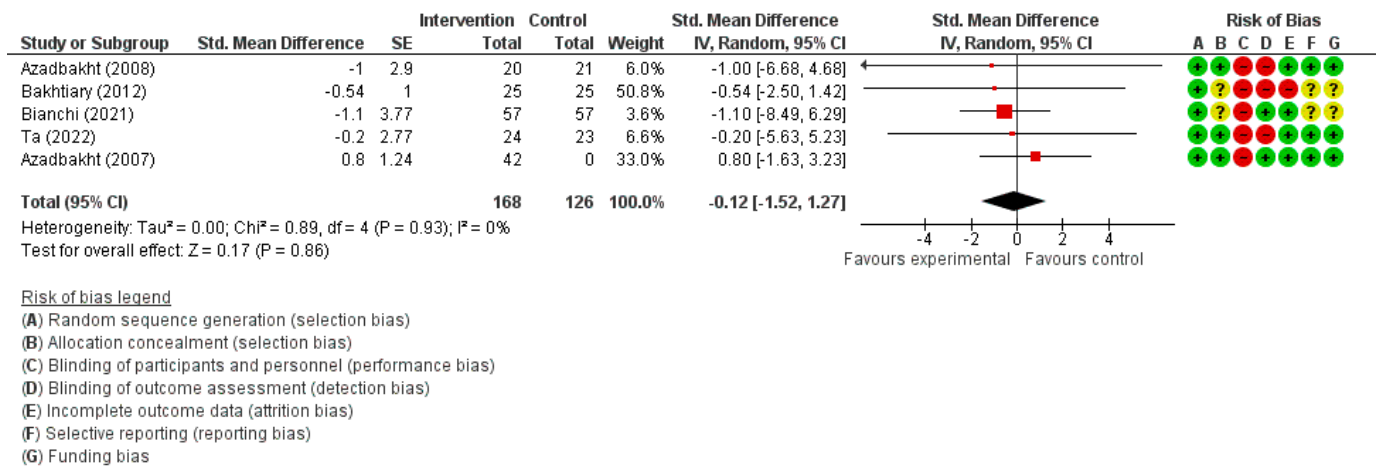 Intervention Control Std. Mean Difference Std. Mean Difference Risk of Bias
Study or Subgroup Std. Mean Difference SE Total Total Weight IV, Random, 95% CI IV, Random, 95% CI A B C D E F G
Azadbakht (2008) -1 2.9 20 21 6.0% -1.00 [-6.68, 4.68] + + - - + + +
Bakhtiary (2012) -0.54 1 25 25 50.8% -0.54 [-2.50, 1.42] + ? - - - ? ?
Bianchi (2021) -1.1 3.77 57 57 3.6% -1.10 [-8.49, 6.29] + ? - + + ? ?
Ta (2022) -0.2 2.77 24 23 6.6% -0.20 [-5.63, 5.23] + + - - + + +
Azadbakht (2007) 0.8 1.24 42 0 33.0% 0.80 [-1.63, 3.23] + + - + + + +
Total (95% CI) 168 126 100.0% -0.12 [-1.52, 1.27]
Heterogeneity: Tau² = 0.00; Chi² = 0.89, df = 4 (P = 0.93); I² = 0%
Test for overall effect: Z = 0.17 (P = 0.86)
-4 -2 0 2 4
Favours experimental Favours control
Risk of bias legend
(A) Random sequence generation (selection bias)
(B) Allocation concealment (selection bias)
(C) Blinding of participants and personnel (performance bias)
(D) Blinding of outcome assessment (detection bias)
(E) Incomplete outcome data (attrition bias)
(F) Selective reporting (reporting bias)
(G) Funding bias